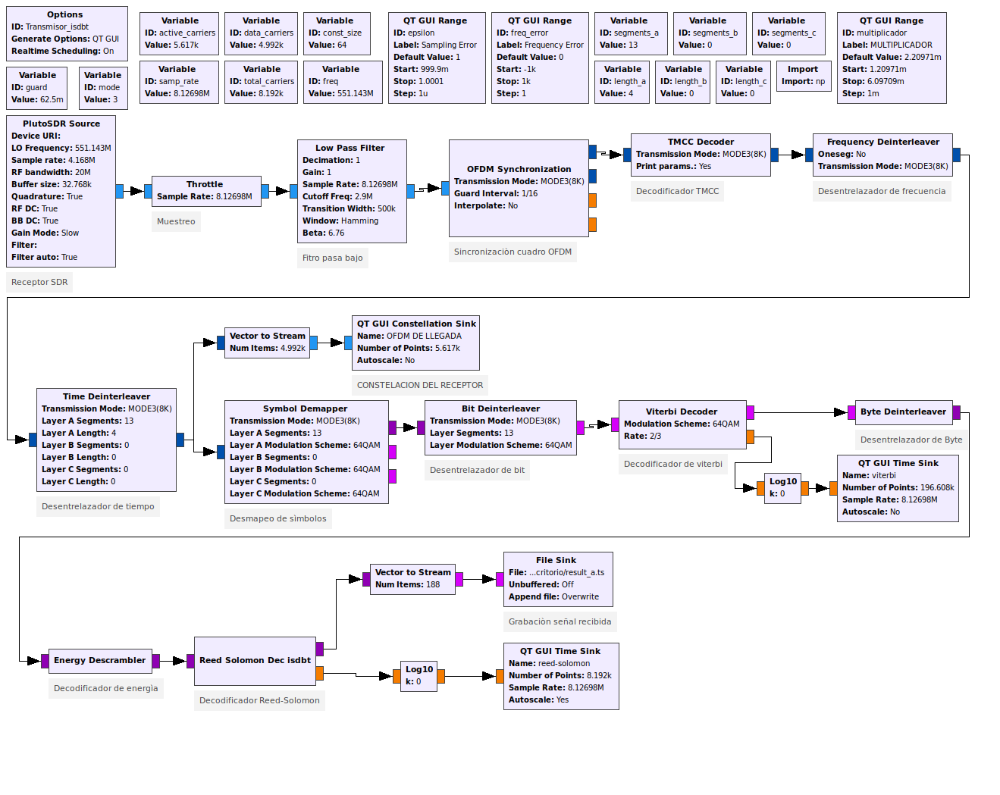 Options
ID: Transmisor_isdbt
Generate Options: QT GUI
Realtime Scheduling: On
Variable
ID: guard
Value: 62.5m
Variable
ID: mode
Value: 3
Variable
ID: active_carriers
Value: 5.617k
Variable
ID: data_carriers
Value: 4.992k
Variable
ID: const_size
Value: 64
Variable
ID: samp_rate
Value: 8.12698M
Variable
ID: total_carriers
Value: 8.192k
Variable
ID: freq
Value: 551.143M
QT GUI Range
ID: epsilon
Label: Sampling Error
Default Value: 1
Start: 999.9m
Stop: 1.0001
Step: 1u
QT GUI Range
ID: freq_error
Label: Frequency Error
Default Value: 0
Start: -1k
Stop: 1k
Step: 1
Variable
ID: segments_a
Value: 13
Variable
ID: segments_b
Value: 0
Variable
ID: segments_c
Value: 0
Variable
ID: length_a
Value: 4
Variable
ID: length_b
Value: 0
Variable
ID: length_c
Value: 0
Import
Import: np
QT GUI Range
ID: multiplicador
Label: MULTIPLICADOR
Default Value: 2.20971m
Start: 1.20971m
Stop: 6.09709m
Step: 1m
PlutoSDR Source
Device URI:
LO Frequency: 551.143M
Sample rate: 4.168M
RF bandwidth: 20M
Buffer size: 32.768k
Quadrature: True
RF DC: True
BB DC: True
Gain Mode: Slow
Filter:
Filter auto: True
Receptor SDR
Throttle
Sample Rate: 8.12698M
Muestreo
Low Pass Filter
Decimation: 1
Gain: 1
Sample Rate: 8.12698M
Cutoff Freq: 2.9M
Transition Width: 500k
Window: Hamming
Beta: 6.76
Fitro pasa bajo
OFDM Synchronization
Transmission Mode: MODE3(8K)
Guard Interval: 1/16
Interpolate: No
Sincronizaciòn cuadro OFDM
TMCC Decoder
Transmission Mode: MODE3(8K)
Print params.: Yes
Decodificador TMCC
Frequency Deinterleaver
Oneseg: No
Transmission Mode: MODE3(8K)
Desentrelazador de frecuencia
Time Deinterleaver
Transmission Mode: MODE3(8K)
Layer A Segments: 13
Layer A Length: 4
Layer B Segments: 0
Layer B Length: 0
Layer C Segments: 0
Layer C Length: 0
Desentrelazador de tiempo
Vector to Stream
Num Items: 4.992k
QT GUI Constellation Sink
Name: OFDM DE LLEGADA
Number of Points: 5.617k
Autoscale: No
CONSTELACION DEL RECEPTOR
Symbol Demapper
Transmission Mode: MODE3(8K)
Layer A Segments: 13
Layer A Modulation Scheme: 64QAM
Layer B Segments: 0
Layer B Modulation Scheme: 64QAM
Layer C Segments: 0
Layer C Modulation Scheme: 64QAM
Desmapeo de sìmbolos
Bit Deinterleaver
Transmission Mode: MODE3(8K)
Layer Segments: 13
Layer Modulation Scheme: 64QAM
Desentrelazador de bit
Viterbi Decoder
Modulation Scheme: 64QAM
Rate: 2/3
Decodificador de viterbi
Byte Deinterleaver
Desentrelazador de Byte
Log10
k: 0
QT GUI Time Sink
Name: viterbi
Number of Points: 196.608k
Sample Rate: 8.12698M
Autoscale: No
Energy Descrambler
Decodificador de energìa
Reed Solomon Dec isdbt
Decodificador Reed-Solomon
Vector to Stream
Num Items: 188
File Sink
File: ...critorio/result_a.ts
Unbuffered: Off
Append file: Overwrite
Grabaciòn señal recibida
Log10
k: 0
QT GUI Time Sink
Name: reed-solomon
Number of Points: 8.192k
Sample Rate: 8.12698M
Autoscale: Yes